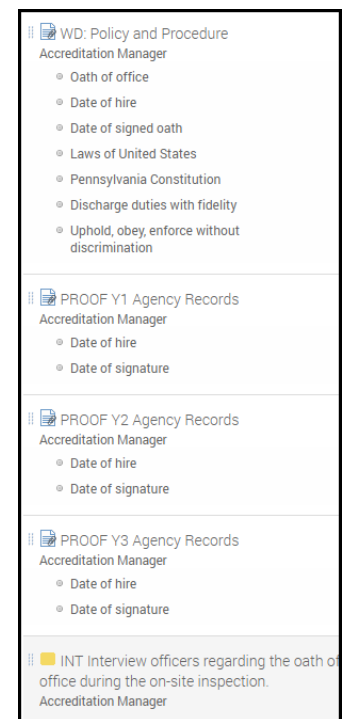 WD: Policy and Procedure
Accreditation Manager
Oath of office
Date of hire
Date of signed oath
Laws of United States
Pennsylvania Constitution
Discharge duties with fidelity
Uphold, obey, enforce without
discrimination
PROOF Y1 Agency Records
Accreditation Manager
Date of hire
Date of signature
PROOF Y2 Agency Records
Accreditation Manager
Date of hire
Date of signature
PROOF Y3 Agency Records
Accreditation Manager
Date of hire
Date of signature
INT Interview officers regarding the oath of
office during the on-site inspection.
Accreditation Manager